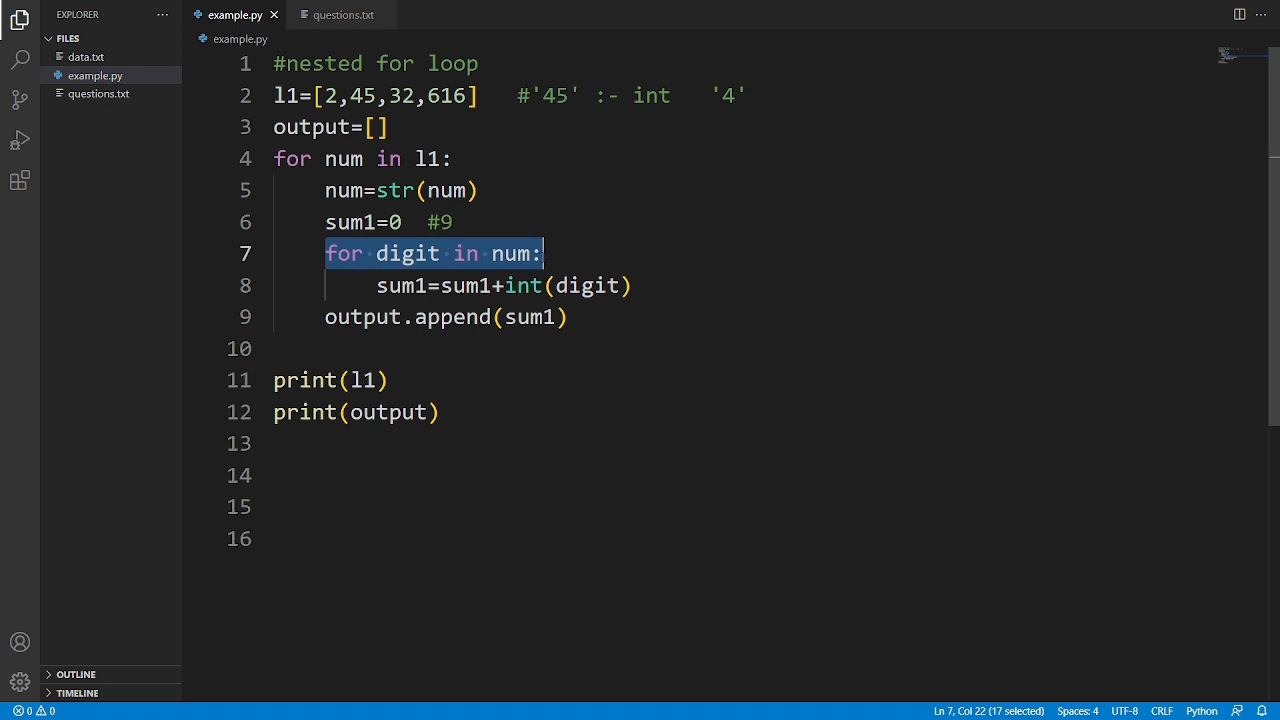 EXPLORER
FILES
data.txt
example.py
questions.txt
example.py
questions.txt
example.py
1 #nested for loop
2 l1=[2,45,32,616]   #'45' :- int   '4'
3 output=[]
4 for num in l1:
5     num=str(num)
6     sum1=0  #9
7     for digit in num:
8         sum1=sum1+int(digit)
9     output.append(sum1)
10
11 print(l1)
12 print(output)
13
14
15
16
OUTLINE
TIMELINE
0 0 Ln 7, Col 22 (17 selected) Spaces: 4 UTF-8 CRLF Python